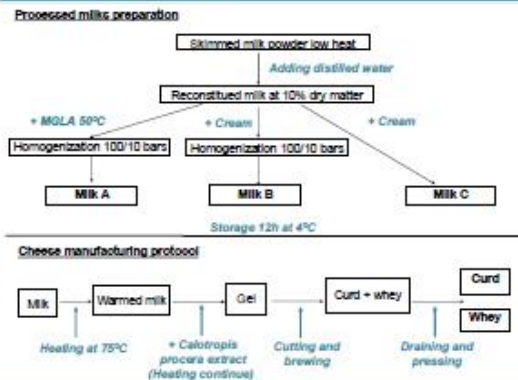 Processed milks preparation
Skimmed milk powder low heat
Adding distilled water
Reconstitued milk at 10% dry matter
+ MGLA 50ºC
+ Cream
+ Cream
Homogenization 100/10 bars
Homogenization 100/10 bars
Milk A
Milk B
Milk C
Storage 12h at 4ºC
Cheese manufacturing protocol
Milk
Warmed milk
Gel
Curd + whey
Curd
Whey
Heating at 75ºC
+ Calotropis
procera extract
(Heating continue)
Cutting and
brewing
Draining and
pressing